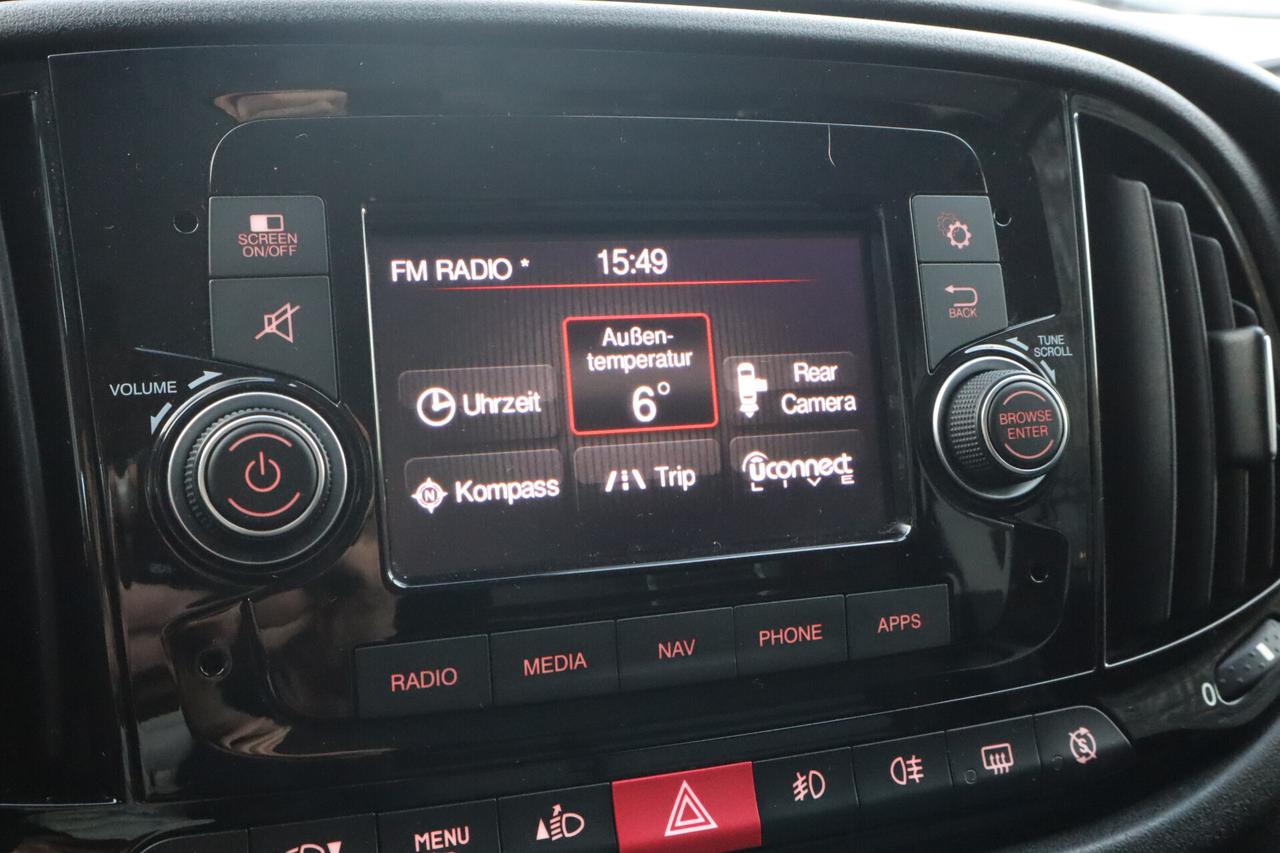 SCREEN
ON/OFF
FM RADIO *
15:49
Außen-
temperatur
6°
Uhrzeit
Rear
Camera
Kompass
N
Trip
uconnect
LIVE
VOLUME
BACK
TUNE
SCROLL
BROWSE
ENTER
RADIO
MEDIA
NAV
PHONE
APPS
0
MENU
S